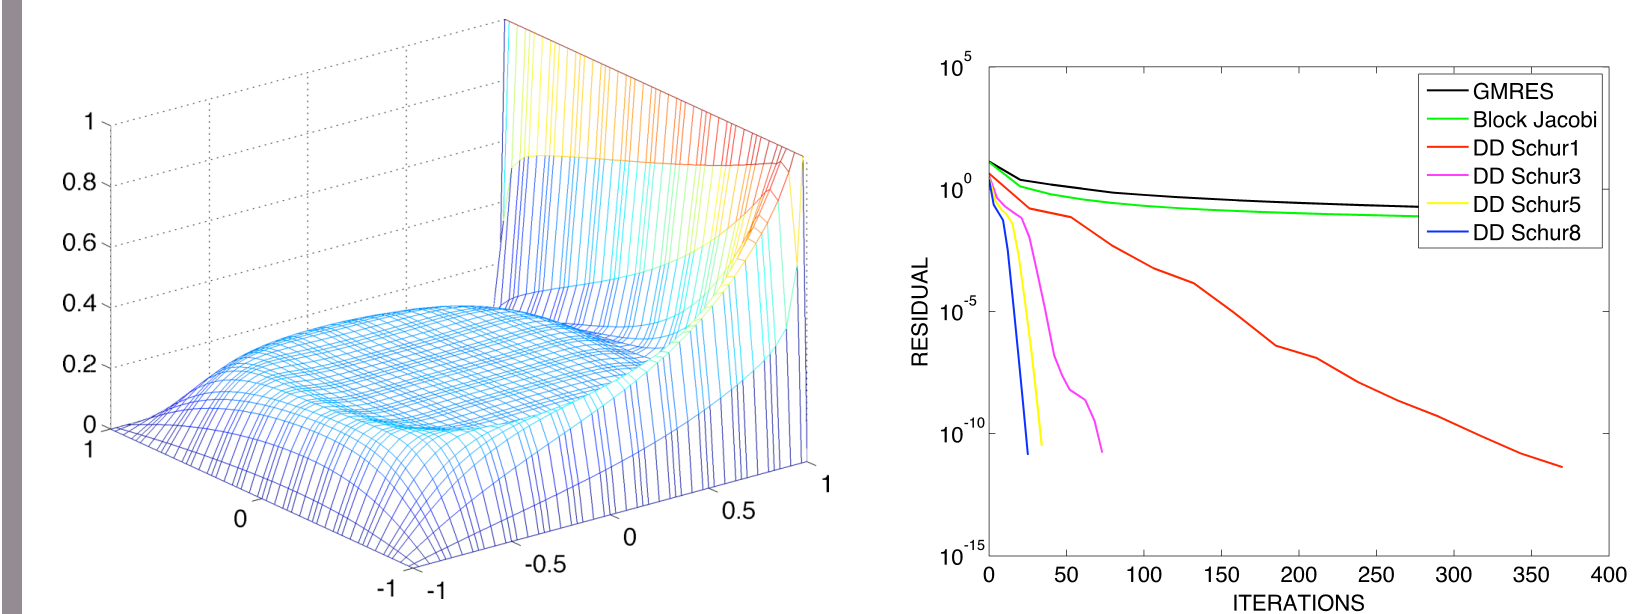 1
0.8
0.6
0.4
0.2
0
1
0
-1
-1
-0.5
0
0.5
1
10^5
10^0
10^-5
10^-10
10^-15
RESIDUAL
GMRES
Block Jacobi
DD Schur1
DD Schur3
DD Schur5
DD Schur8
0 50 100 150 200 250 300 350 400
ITERATIONS